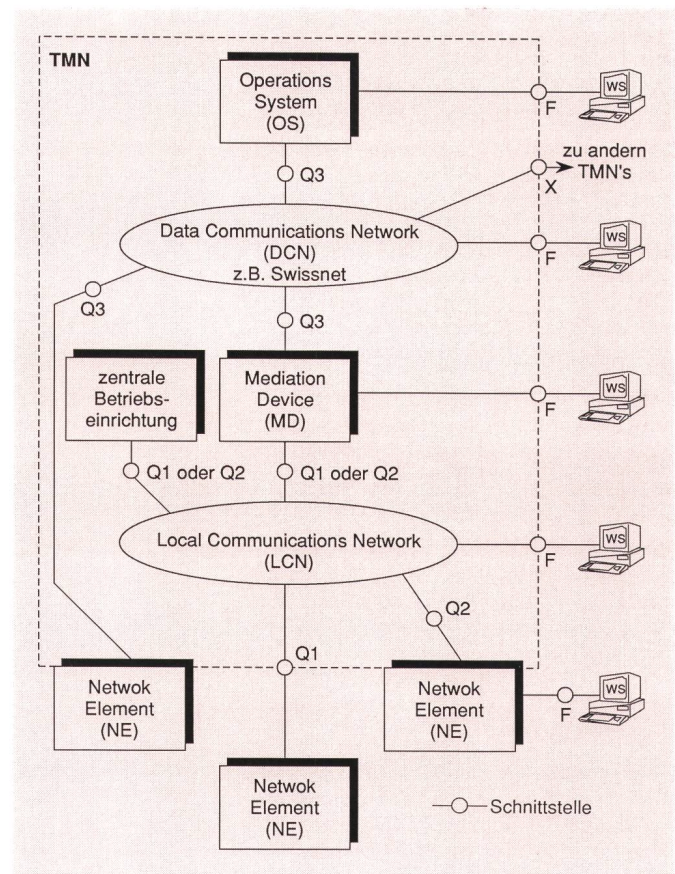 TMN
Operations
System
(OS)
WS
F
Q3
zu andern
TMN's
X
Data Communications Network
(DCN)
z.B. Swissnet
WS
F
Q3
Q3
zentrale
Betriebs-
einrichtung
Mediation
Device
(MD)
WS
F
Q1 oder Q2
Q1 oder Q2
Local Communications Network
(LCN)
WS
F
Q2
Q1
Netwok
Element
(NE)
Netwok
Element
(NE)
WS
F
Netwok
Element
(NE)
Schnittstelle